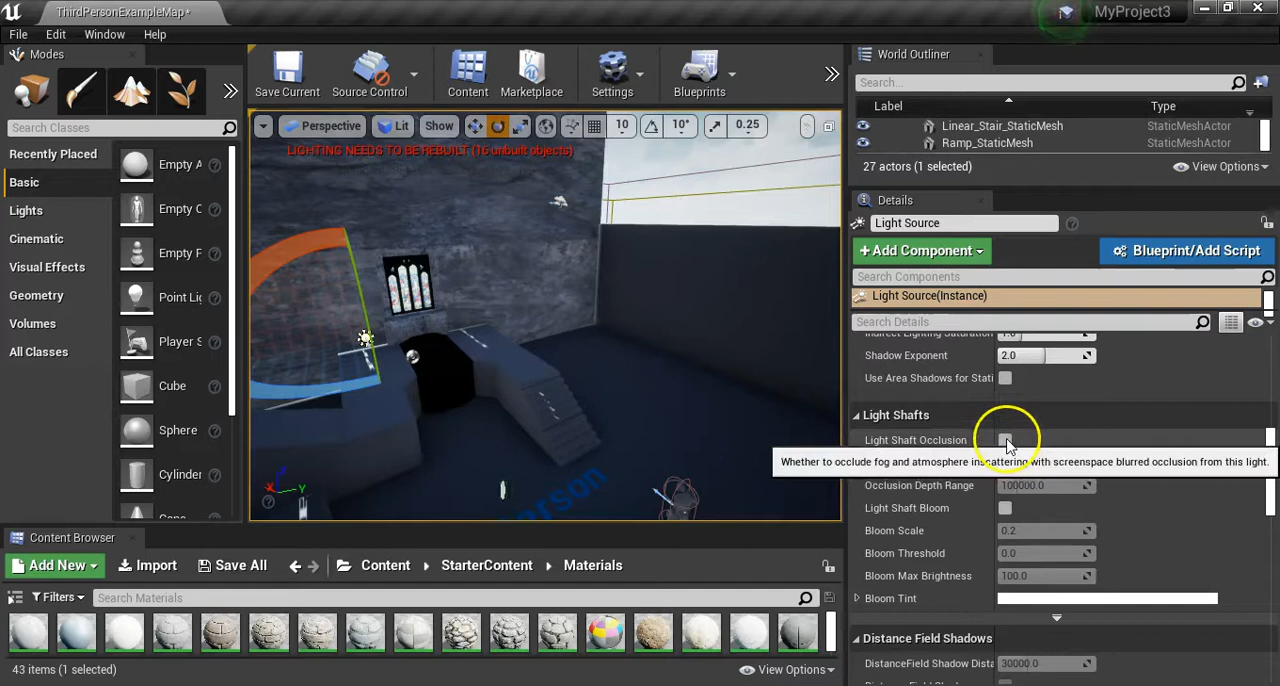 ThirdPersonExampleMap*
MyProject3
File Edit Window Help
Modes
Search Classes
Recently Placed
Basic
Lights
Cinematic
Visual Effects
Geometry
Volumes
All Classes
Empty A
Empty C
Empty F
Point Lig
Player S
Cube
Sphere
Cylinder
Save Current
Source Control
Content
Marketplace
Settings
Blueprints
Perspective
Lit
Show
10
10°
0.25
LIGHTING NEEDS TO BE REBUILT (16 unbuilt objects)
X Y
World Outliner
Search...
Label Type
Linear_Stair_StaticMesh StaticMeshActor
Ramp_StaticMesh StaticMeshActor
27 actors (1 selected) View Options
Details
Light Source
+Add Component
Blueprint/Add Script
Search Components
Light Source(Instance)
Search Details
Indirect Lighting Saturation 1.0
Shadow Exponent 2.0
Use Area Shadows for Stati
Light Shafts
Light Shaft Occlusion
Whether to occlude fog and atmosphere inscattering with screenspace blurred occlusion from this light.
Occlusion Depth Range 100000.0
Light Shaft Bloom
Bloom Scale 0.2
Bloom Threshold 0.0
Bloom Max Brightness 100.0
Bloom Tint
Distance Field Shadows
DistanceField Shadow Dista 30000.0
Content Browser
Add New
Import
Save All
Content
StarterContent
Materials
Filters
Search Materials
43 items (1 selected)
View Options